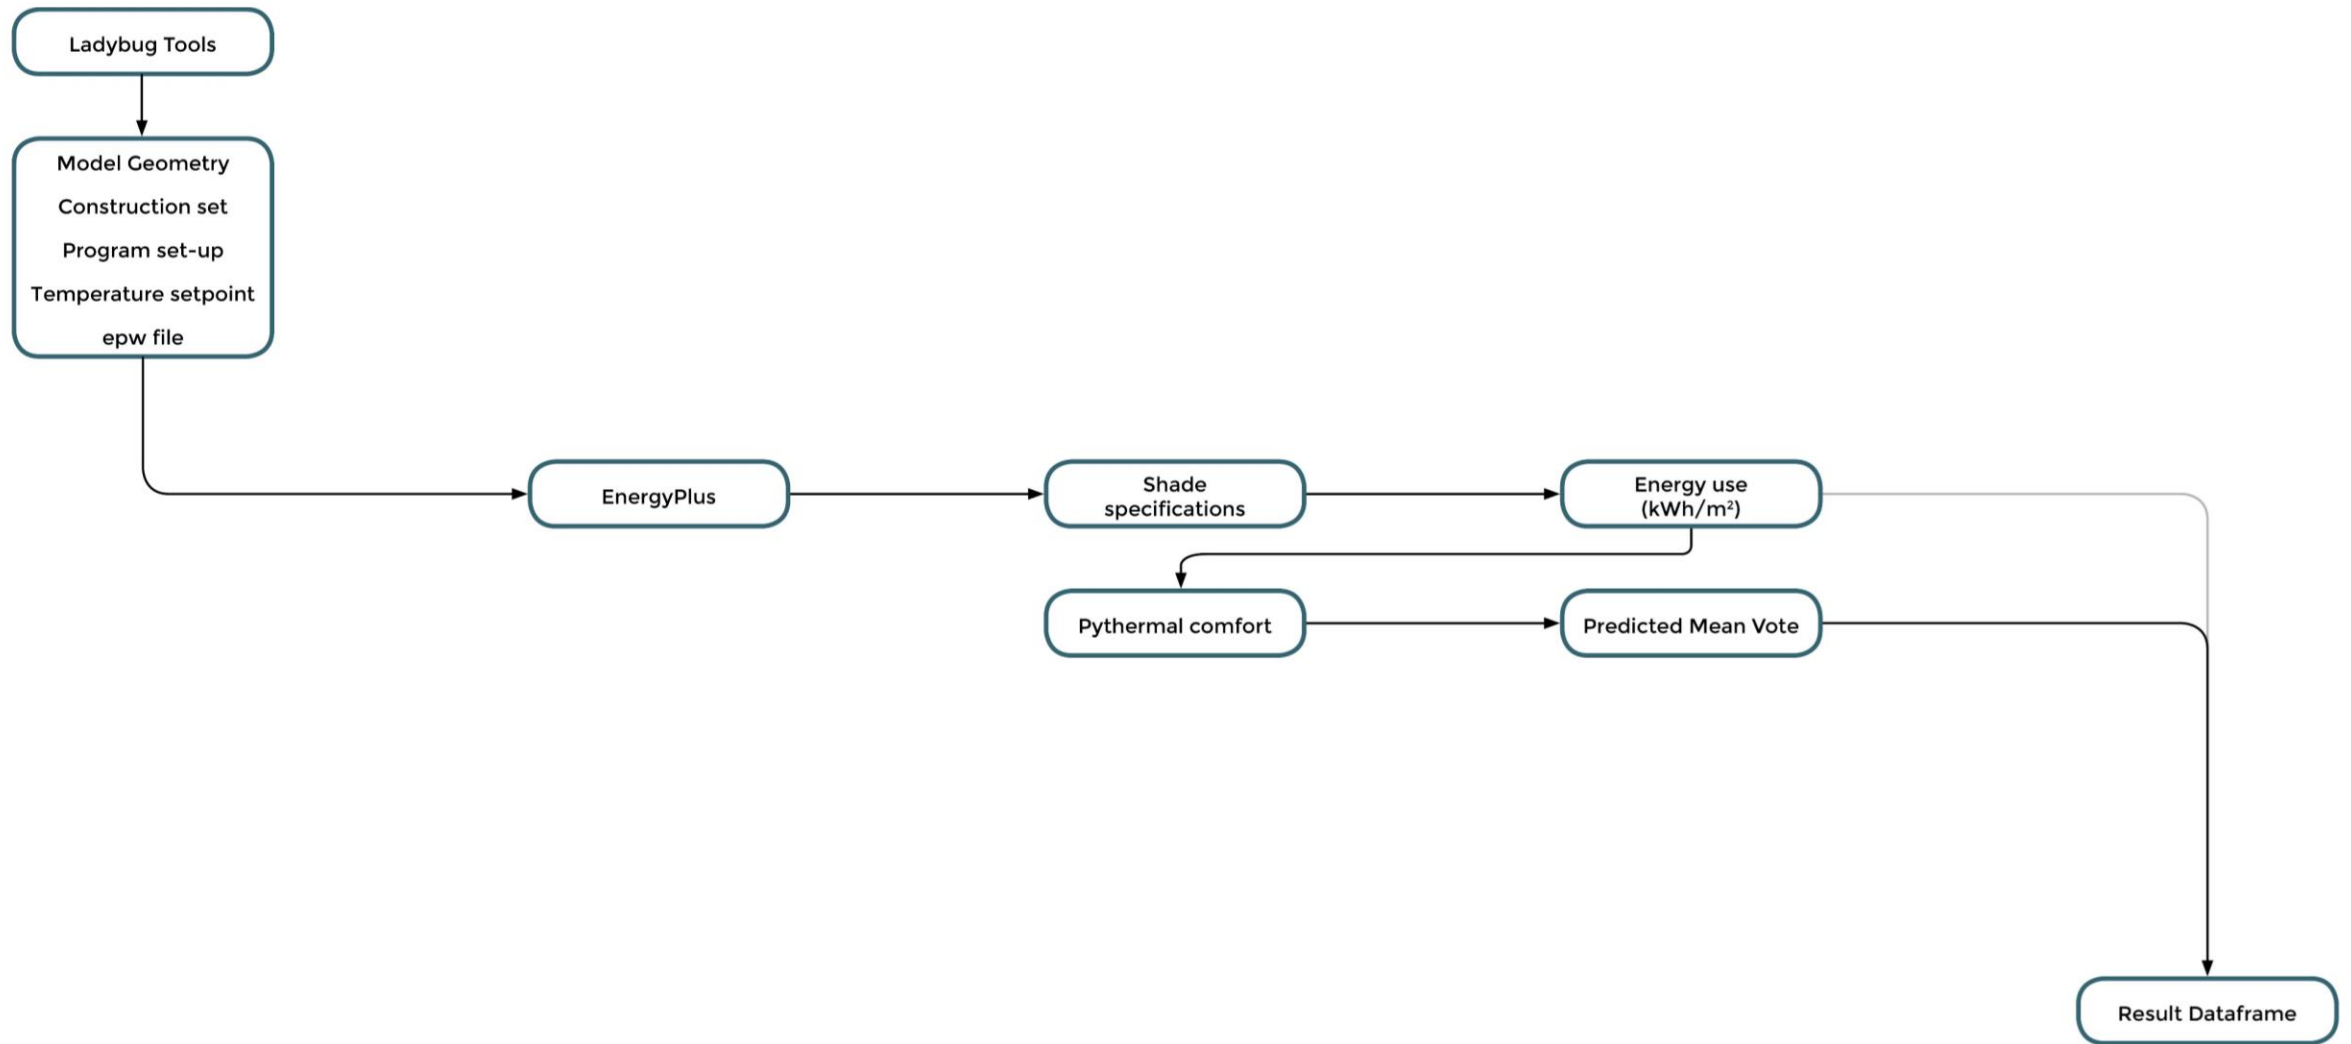 Ladybug Tools
Model Geometry
Construction set
Program set-up
Temperature setpoint
epw file
EnergyPlus
Shade
specifications
Energy use
(kWh/m²)
Pythermal comfort
Predicted Mean Vote
Result Dataframe